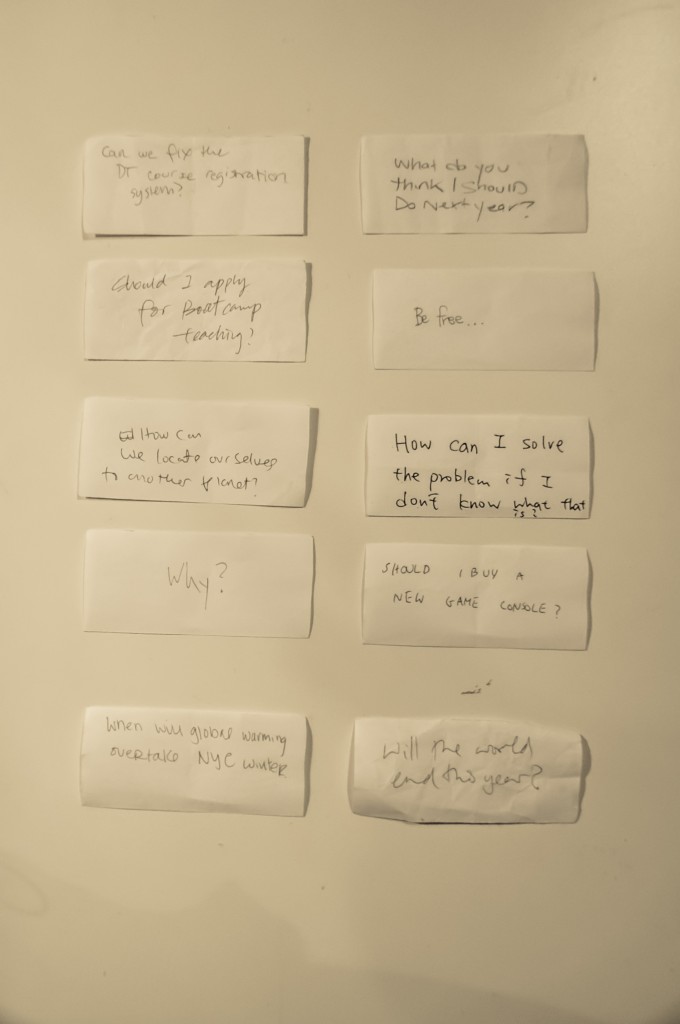 Can we fix the
DT course registration
system?
What do you
think I should
Do Next year?
Should I apply
for Bootcamp
teaching?
Be free...
How can
We locate ourselves
to another planet?
How can I solve
the problem if I
don't know what that
is?
Why?
SHOULD I BUY A
NEW GAME CONSOLE?
When will global warming
overtake NYC winter
Will the world
end this year?